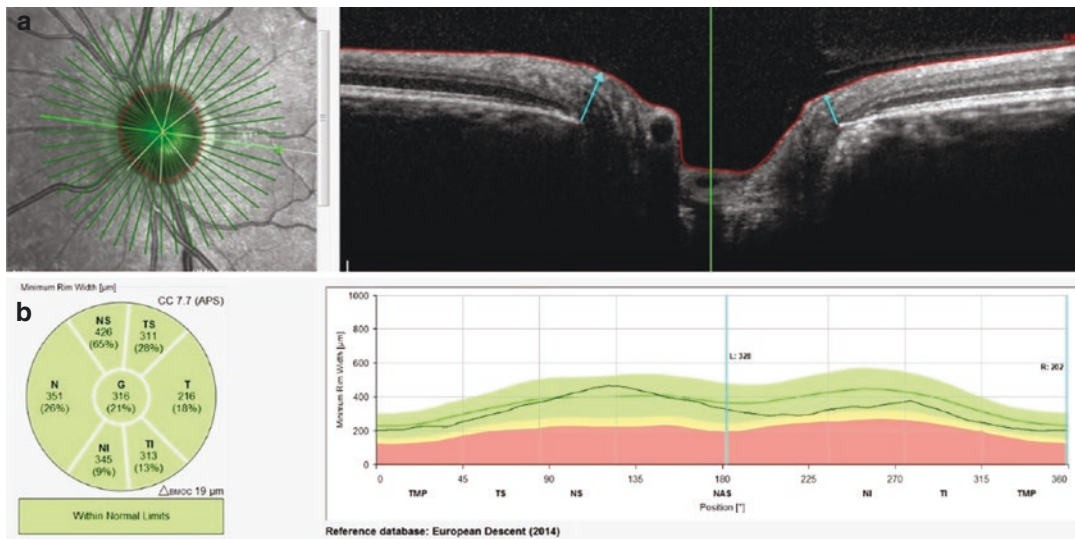 a
b
Minimum Rim Width [µm]
CC 7.7 (APS)
NS
426
(65%)
TS
311
(28%)
N
351
(26%)
G
316
(21%)
T
216
(18%)
NI
345
(9%)
TI
313
(13%)
△BMOC 19 µm
Within Normal Limits
Minimum Rim Width [µm]
1000
800
600
400
200
0
L: 328
R: 202
0 45 90 135 180 225 270 315 360
TMP TS NS NAS NI TI TMP
Position [°]
Reference database: European Descent (2014)